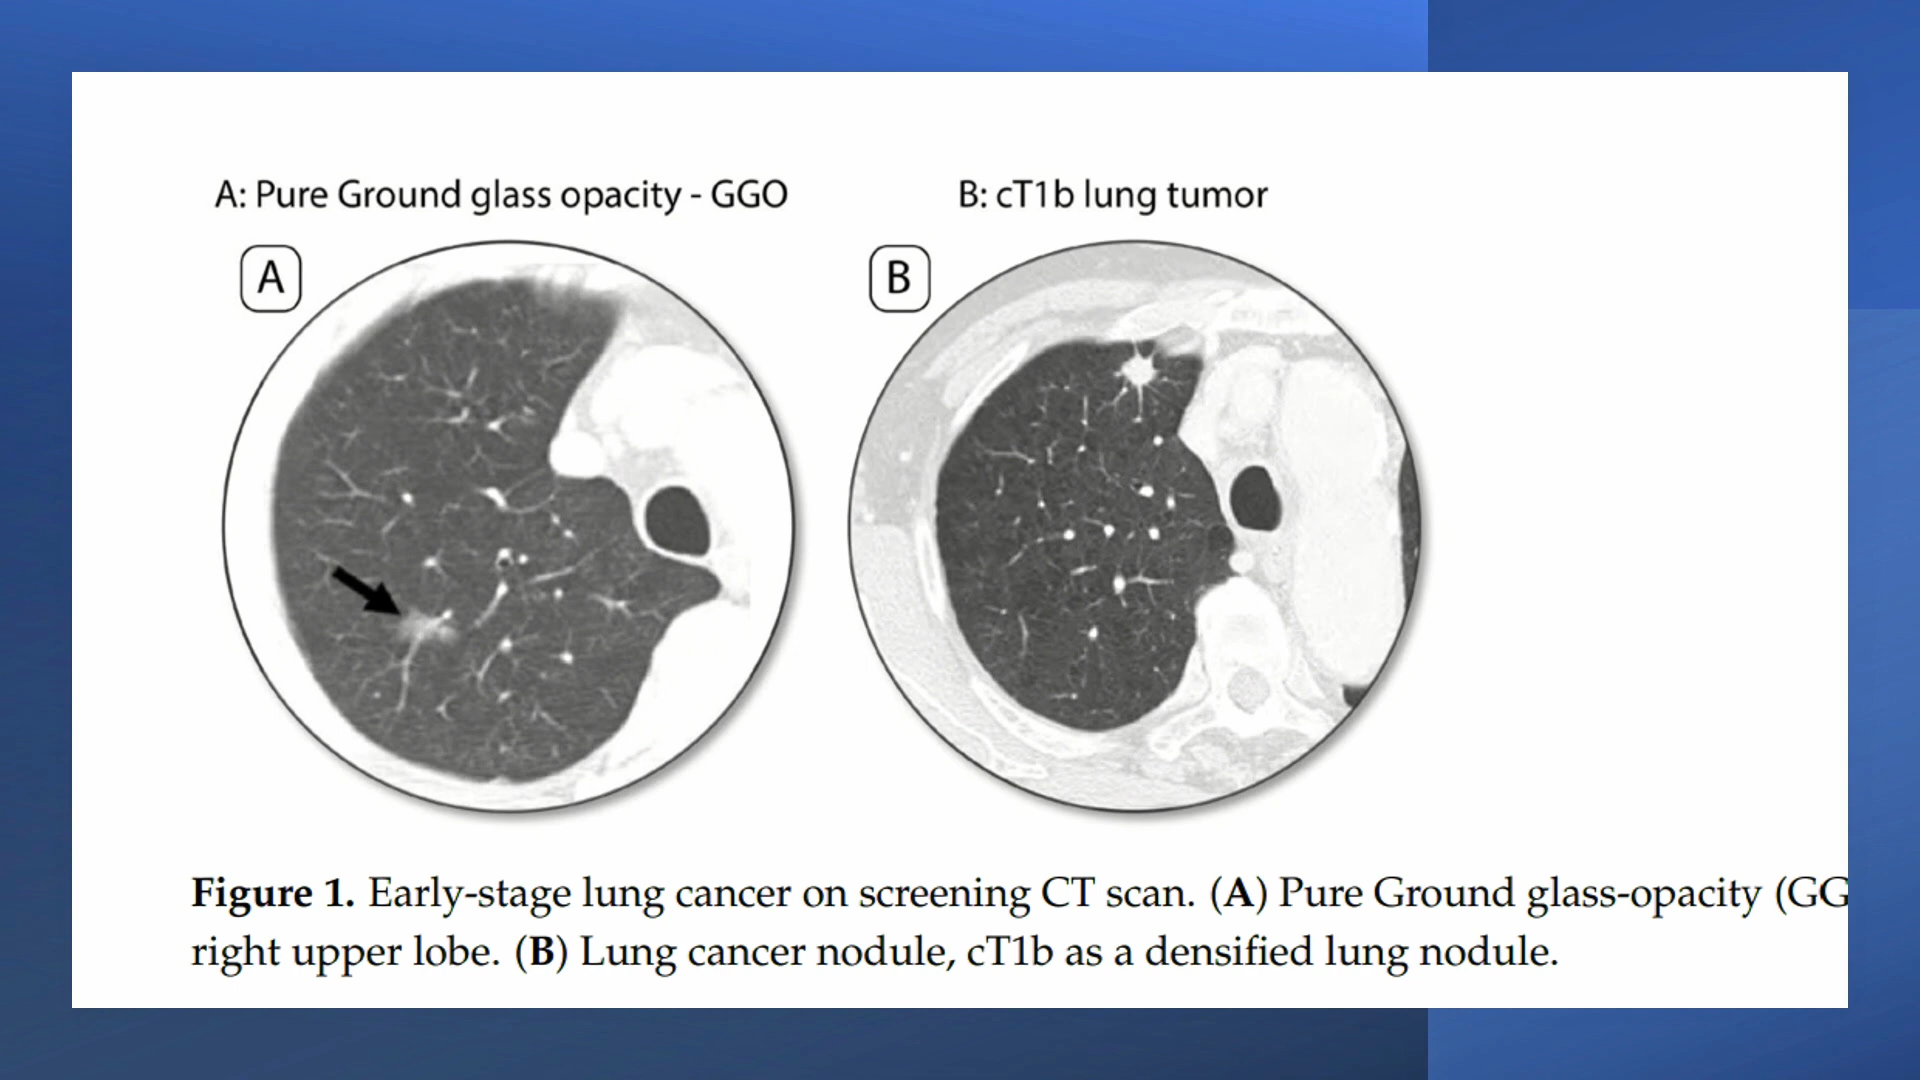 A: Pure Ground glass opacity - GGO
B: cT1b lung tumor
A
B
Figure 1. Early-stage lung cancer on screening CT scan. (A) Pure Ground glass-opacity (GG
right upper lobe. (B) Lung cancer nodule, cT1b as a densified lung nodule.